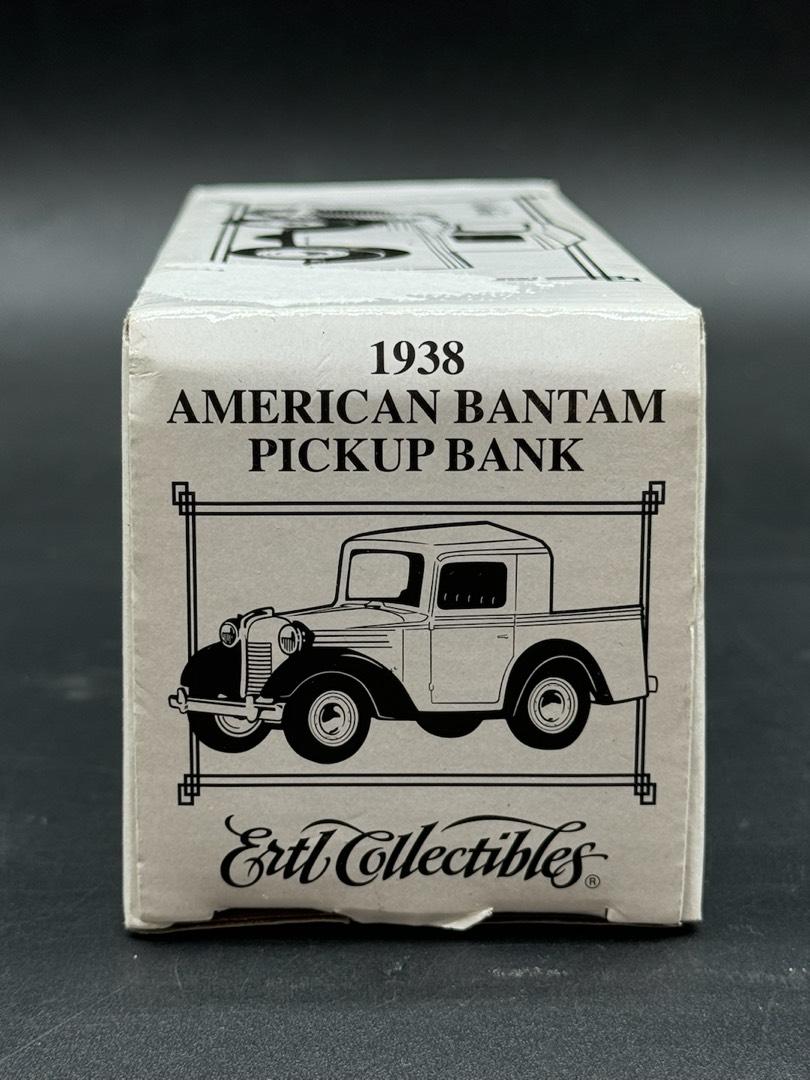 1938
AMERICAN BANTAM
PICKUP BANK
Ertl Collectibles®